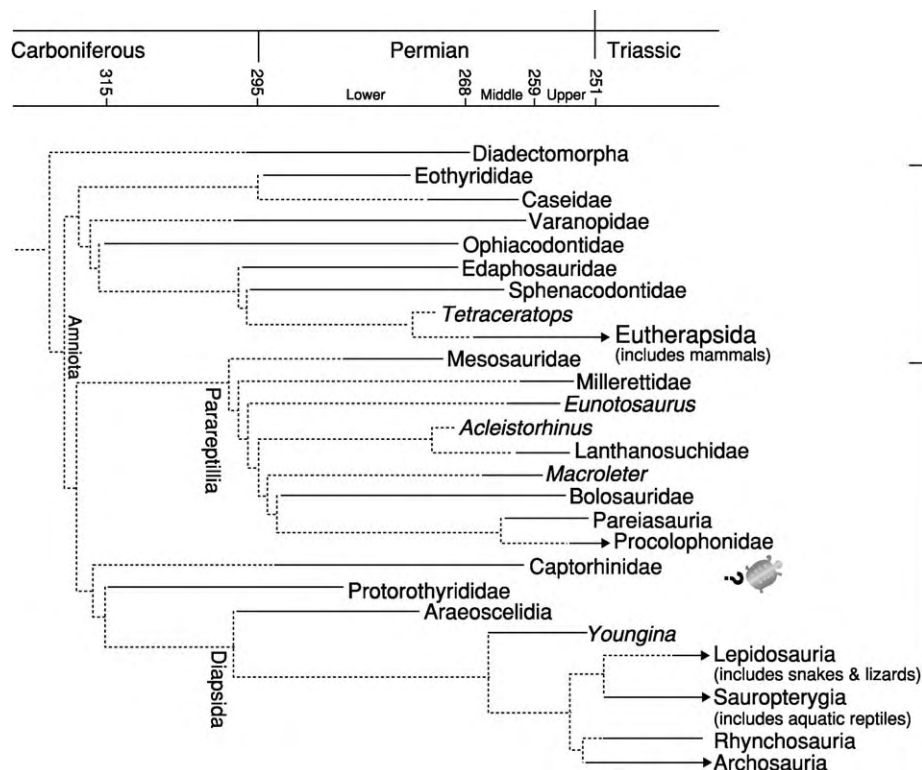 Carboniferous Permian Triassic
315 295 Lower 268 Middle 259 Upper 251
Diadectomorpha
Eothyrididae
Caseidae
Varanopidae
Ophiacodontidae
Edaphosauridae
Sphenacodontidae
Tetraceratops
Eutherapsida
(includes mammals)
Amniota
Mesosauridae
Millerettidae
Eunotosaurus
Parareptillia
Acleistorhinus
Lanthanosuchidae
Macroleter
Bolosauridae
Pareiasauria
Procolophonidae
Captorhinidae
?
Protorothyrididae
Araeoscelidia
Youngina
Diapsida
Lepidosauria
(includes snakes & lizards)
Sauropterygia
(includes aquatic reptiles)
Rhynchosauria
Archosauria